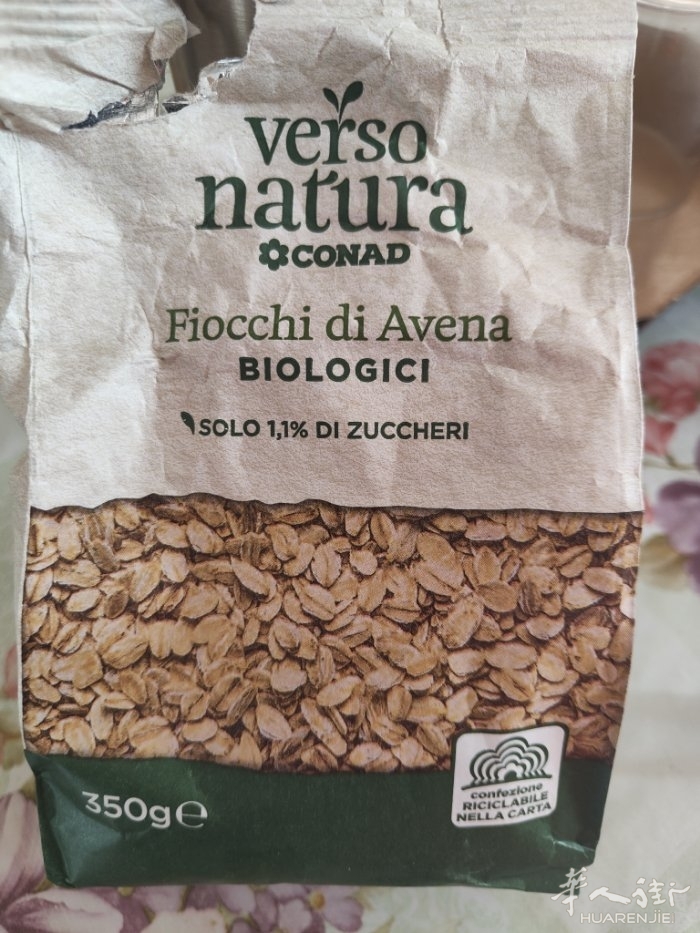 verso
natura
CONAD
Fiocchi di Avena
BIOLOGICI
SOLO 1,1% DI ZUCCHERI
confezione
RICICLABILE
NELLA CARTA
350g e
华人街
HUARENJIE